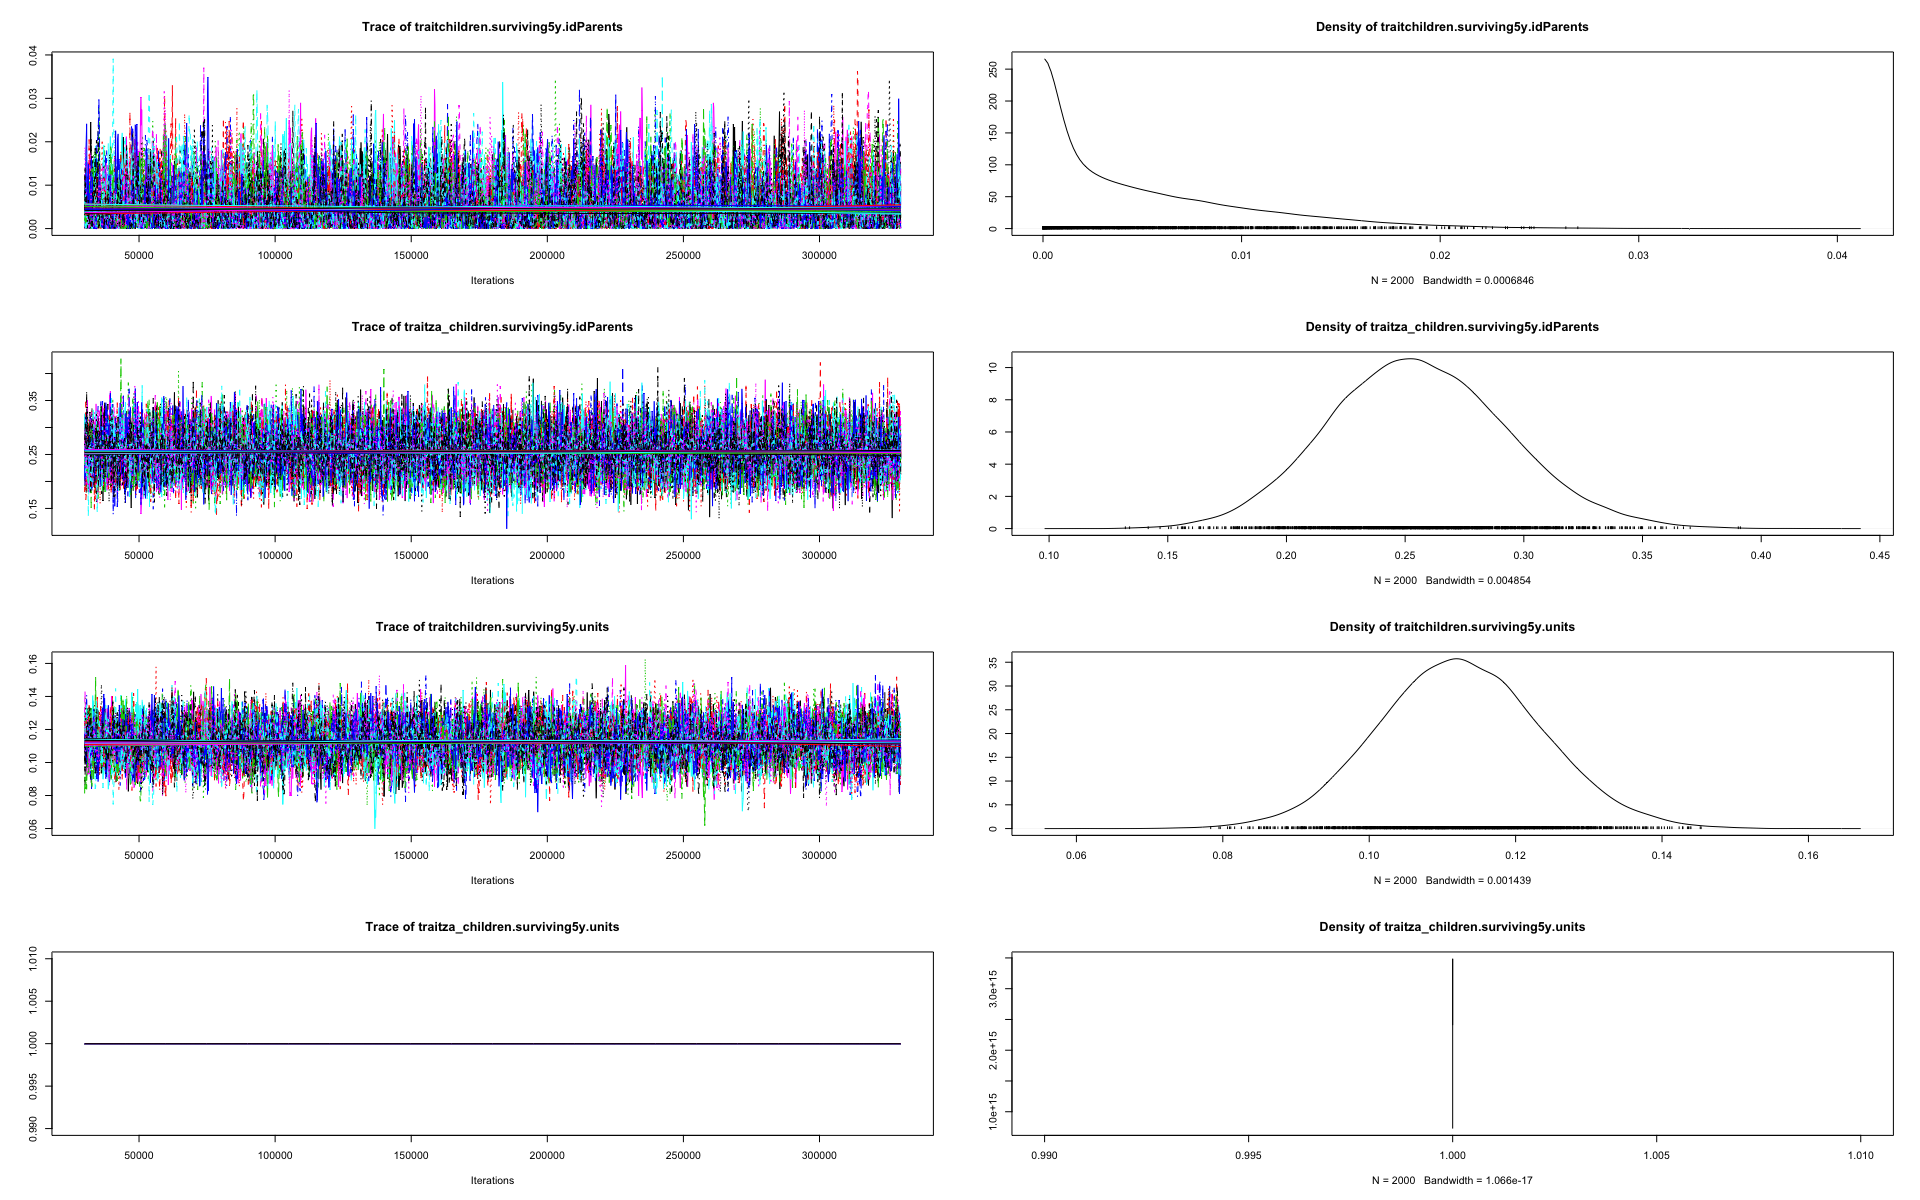 Trace of traitchildren.surviving5y.idParents
0.00 0.01 0.02 0.03 0.04
50000 100000 150000 200000 250000 300000
Iterations
Density of traitchildren.surviving5y.idParents
0 50 100 150 200 250
0.00 0.01 0.02 0.03 0.04
N = 2000 Bandwidth = 0.0006846
Trace of traitza_children.surviving5y.idParents
0.15 0.25 0.35
50000 100000 150000 200000 250000 300000
Iterations
Density of traitza_children.surviving5y.idParents
0 2 4 6 8 10
0.10 0.15 0.20 0.25 0.30 0.35 0.40 0.45
N = 2000 Bandwidth = 0.004854
Trace of traitchildren.surviving5y.units
0.06 0.08 0.10 0.12 0.14 0.16
50000 100000 150000 200000 250000 300000
Iterations
Density of traitchildren.surviving5y.units
0 5 10 15 20 25 30 35
0.06 0.08 0.10 0.12 0.14 0.16
N = 2000 Bandwidth = 0.001439
Trace of traitza_children.surviving5y.units
0.990 0.995 1.000 1.005 1.010
50000 100000 150000 200000 250000 300000
Iterations
Density of traitza_children.surviving5y.units
1.0e+15 2.0e+15 3.0e+15
0.990 0.995 1.000 1.005 1.010
N = 2000 Bandwidth = 1.066e-17